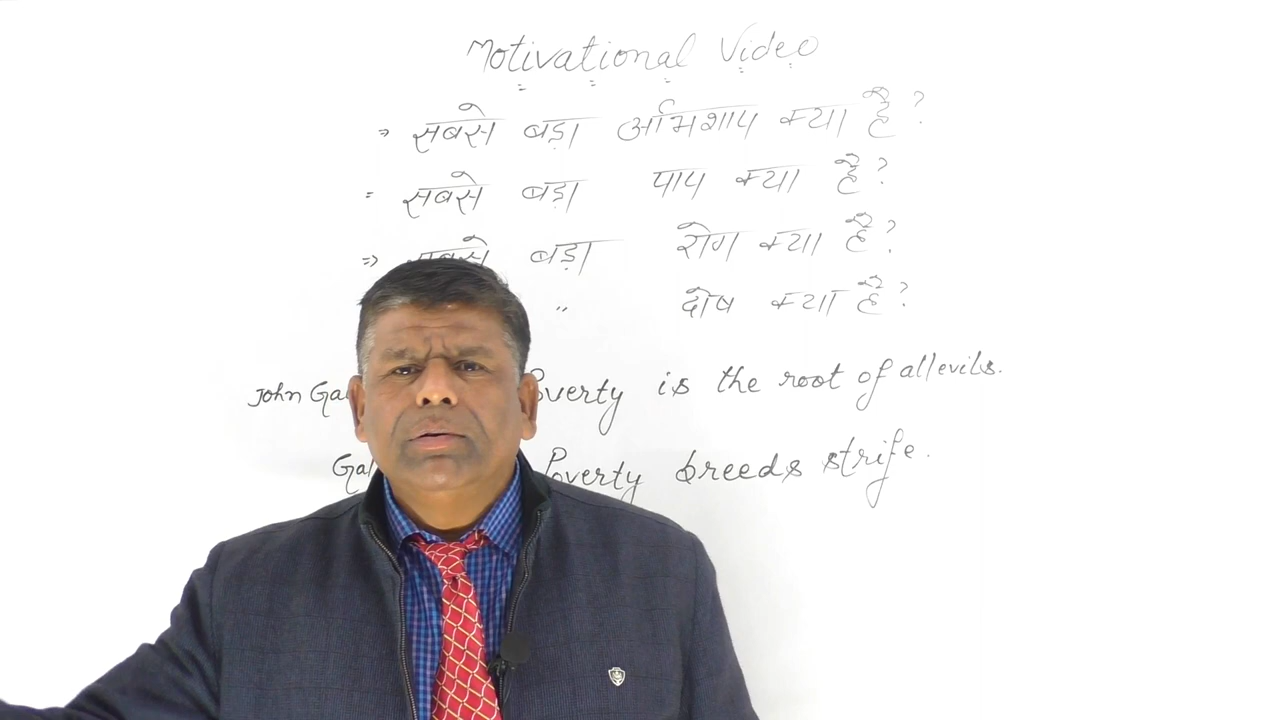 Motivational Video
⇒ सबसे बड़ा अभिशाप क्या है ?
= सबसे बड़ा पाप क्या है ?
⇒ सबसे बड़ा रोग क्या है ?
" दोष क्या है ?
John Poverty is the root of all evils.
Poverty breeds strife.